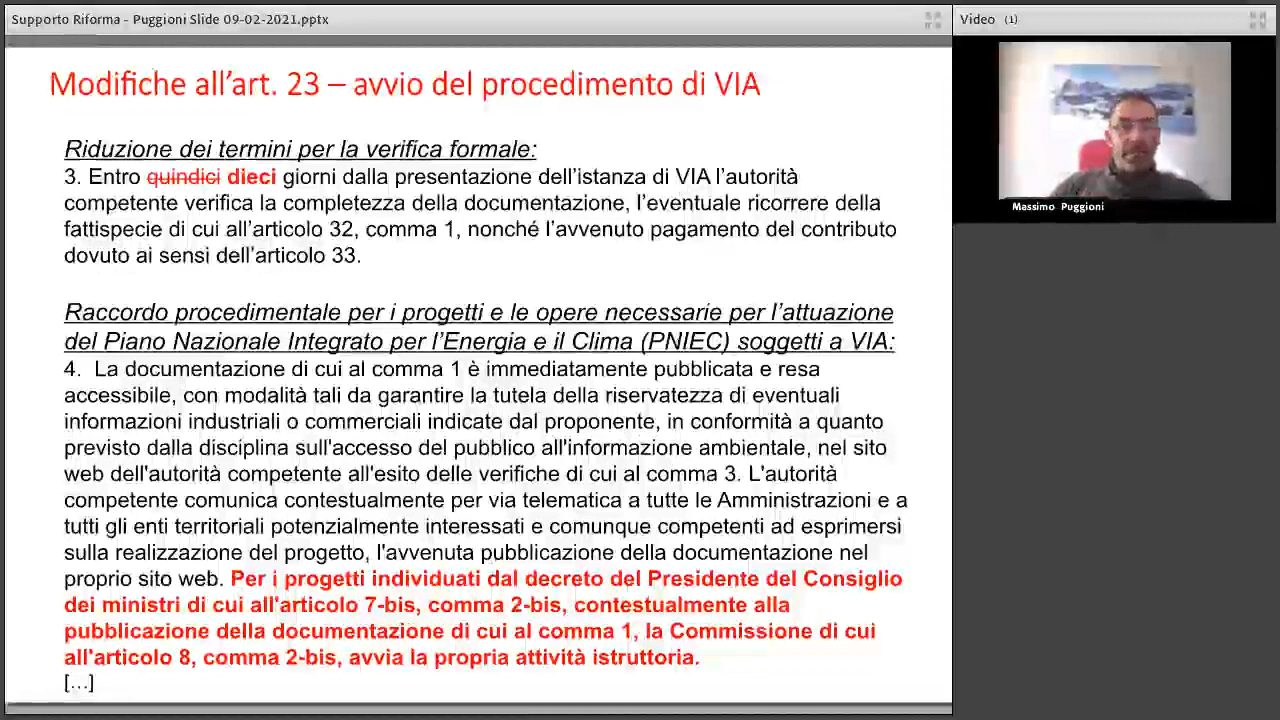 Supporto Riforma - Puggioni Slide 09-02-2021.pptx
Video (1)
Massimo Puggioni
Modifiche all’art. 23 – avvio del procedimento di VIA
Riduzione dei termini per la verifica formale:
3. Entro quindici dieci giorni dalla presentazione dell’istanza di VIA l’autorità
competente verifica la completezza della documentazione, l’eventuale ricorrere della
fattispecie di cui all’articolo 32, comma 1, nonché l’avvenuto pagamento del contributo
dovuto ai sensi dell’articolo 33.
Raccordo procedimentale per i progetti e le opere necessarie per l’attuazione
del Piano Nazionale Integrato per l’Energia e il Clima (PNIEC) soggetti a VIA:
4. La documentazione di cui al comma 1 è immediatamente pubblicata e resa
accessibile, con modalità tali da garantire la tutela della riservatezza di eventuali
informazioni industriali o commerciali indicate dal proponente, in conformità a quanto
previsto dalla disciplina sull'accesso del pubblico all'informazione ambientale, nel sito
web dell'autorità competente all'esito delle verifiche di cui al comma 3. L'autorità
competente comunica contestualmente per via telematica a tutte le Amministrazioni e a
tutti gli enti territoriali potenzialmente interessati e comunque competenti ad esprimersi
sulla realizzazione del progetto, l'avvenuta pubblicazione della documentazione nel
proprio sito web. Per i progetti individuati dal decreto del Presidente del Consiglio
dei ministri di cui all'articolo 7-bis, comma 2-bis, contestualmente alla
pubblicazione della documentazione di cui al comma 1, la Commissione di cui
all'articolo 8, comma 2-bis, avvia la propria attività istruttoria.
[…]